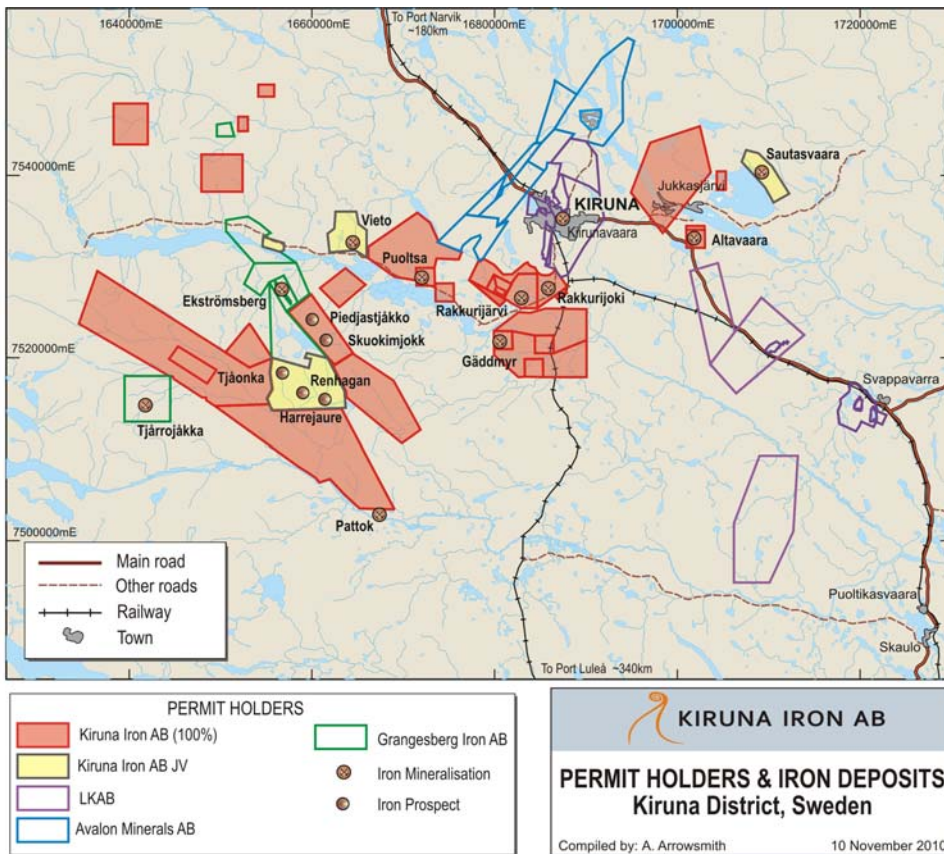 1640000mE
1660000mE
To Port Narvik
~180km
1680000mE
1700000mE
1720000mE
7540000mE
Sautasvaara
Jukkasjärvi
KIRUNA
Kiirunavaara
Vieto
Altavaara
Puoltsa
Ekströmsberg
Rakkurijärvi
Rakkurijoki
Piedjastjåkko
Skuokimjokk
7520000mE
Gäddmyr
Tjåonka
Renhagan
Svappavarra
Harrejaure
Tjårrojåkka
Pattok
7500000mE
Main road
Other roads
Railway
Town
Puoltikasvaara
Skaulo
To Port Luleå ~340km
PERMIT HOLDERS
Kiruna Iron AB (100%)
Kiruna Iron AB JV
LKAB
Avalon Minerals AB
Grangesberg Iron AB
Iron Mineralisation
Iron Prospect
KIRUNA IRON AB
PERMIT HOLDERS & IRON DEPOSITS
Kiruna District, Sweden
Compiled by: A. Arrowsmith 10 November 2010